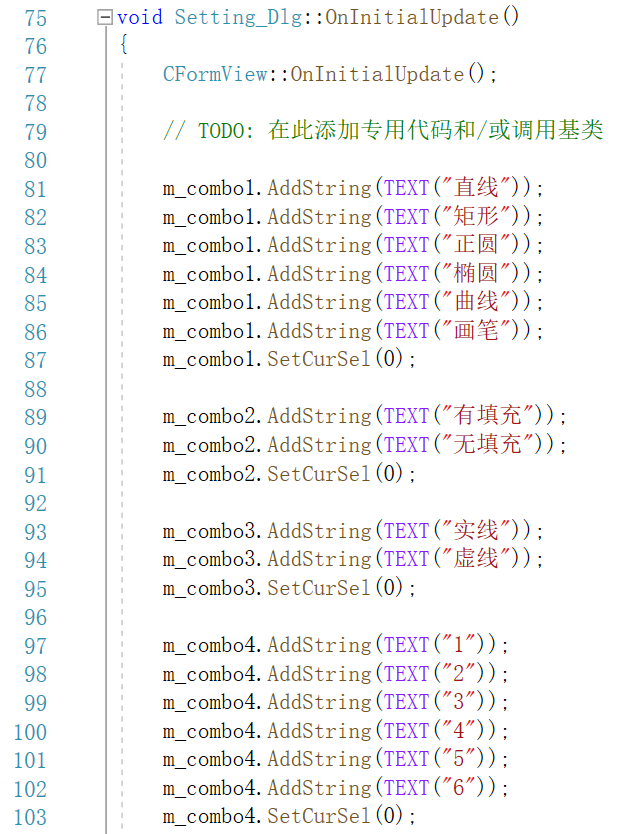 75 void Setting_Dlg::OnInitialUpdate()
76 {
77 CFormView::OnInitialUpdate();
78
79 // TODO: 在此添加专用代码和/或调用基类
80
81 m_combo1.AddString(TEXT("直线"));
82 m_combo1.AddString(TEXT("矩形"));
83 m_combo1.AddString(TEXT("正圆"));
84 m_combo1.AddString(TEXT("椭圆"));
85 m_combo1.AddString(TEXT("曲线"));
86 m_combo1.AddString(TEXT("画笔"));
87 m_combo1.SetCurSel(0);
88
89 m_combo2.AddString(TEXT("有填充"));
90 m_combo2.AddString(TEXT("无填充"));
91 m_combo2.SetCurSel(0);
92
93 m_combo3.AddString(TEXT("实线"));
94 m_combo3.AddString(TEXT("虚线"));
95 m_combo3.SetCurSel(0);
96
97 m_combo4.AddString(TEXT("1"));
98 m_combo4.AddString(TEXT("2"));
99 m_combo4.AddString(TEXT("3"));
100 m_combo4.AddString(TEXT("4"));
101 m_combo4.AddString(TEXT("5"));
102 m_combo4.AddString(TEXT("6"));
103 m_combo4.SetCurSel(0);